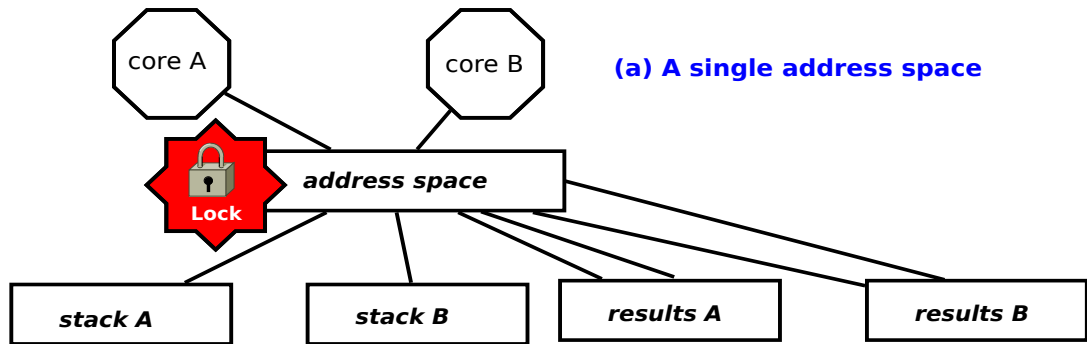 core A
core B
(a) A single address space
address space
Lock
stack A
stack B
results A
results B